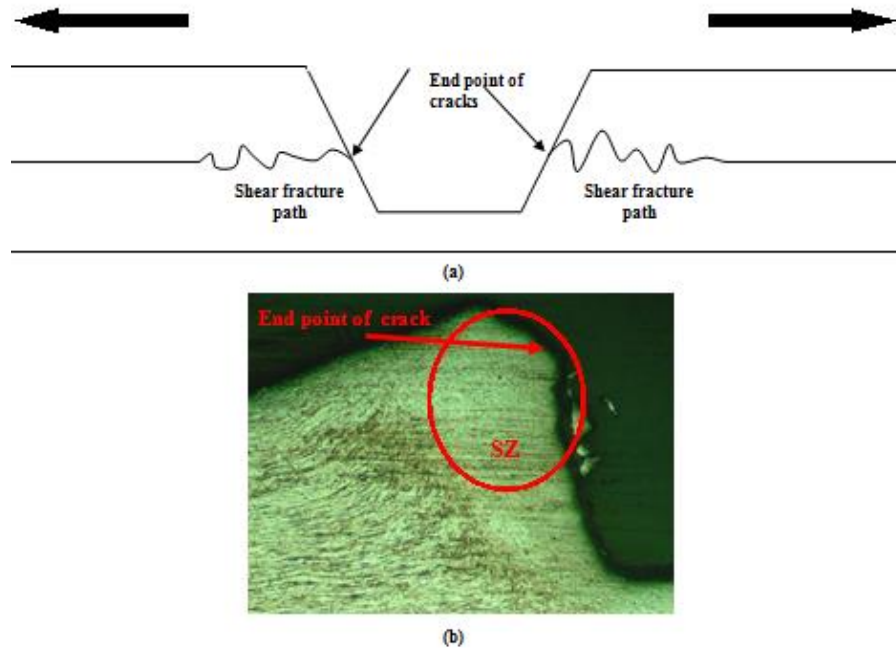 End point of
cracks
Shear fracture
path
Shear fracture
path
(a)
End point of crack
SZ
(b)